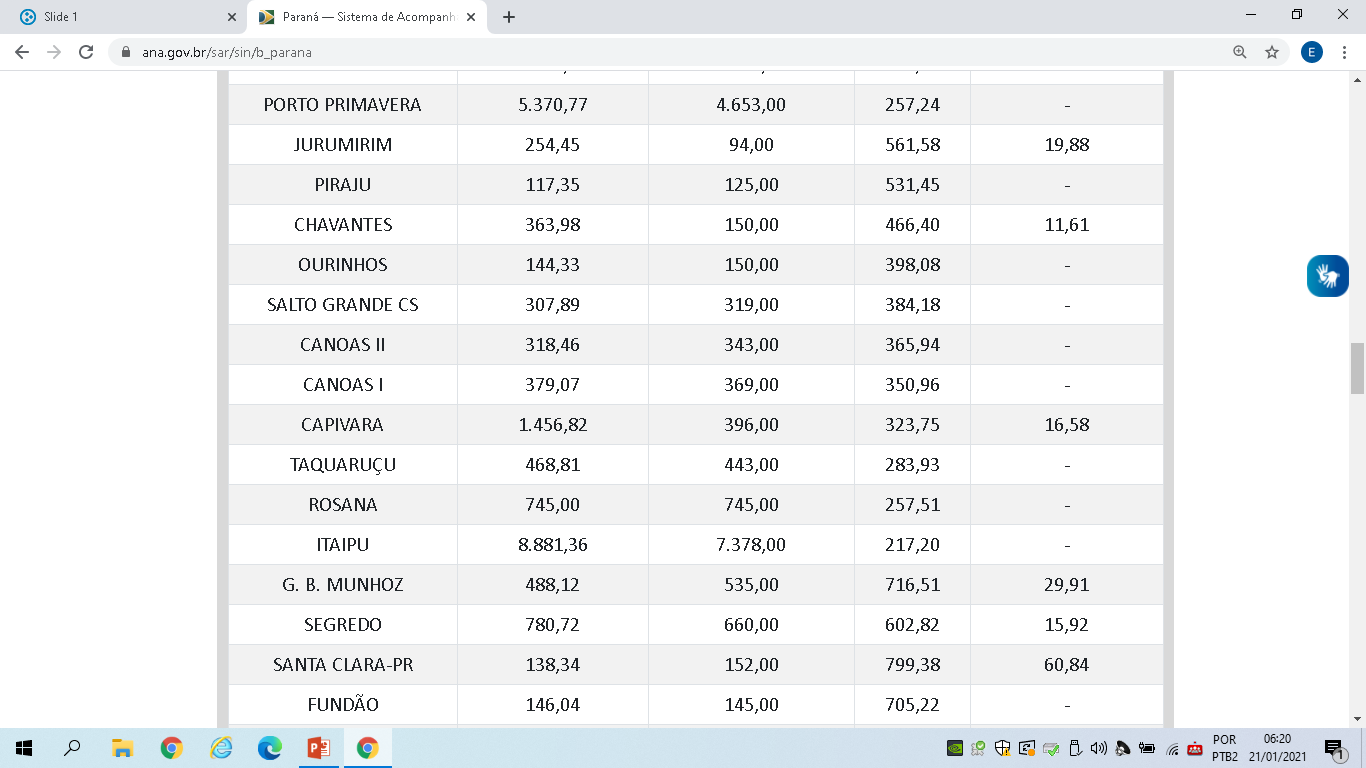 Slide 1
Paraná — Sistema de Acompanh
ana.gov.br/sar/sin/b_parana
E
PORTO PRIMAVERA 5.370,77 4.653,00 257,24 -
JURUMIRIM 254,45 94,00 561,58 19,88
PIRAJU 117,35 125,00 531,45 -
CHAVANTES 363,98 150,00 466,40 11,61
OURINHOS 144,33 150,00 398,08 -
SALTO GRANDE CS 307,89 319,00 384,18 -
CANOAS II 318,46 343,00 365,94 -
CANOAS I 379,07 369,00 350,96 -
CAPIVARA 1.456,82 396,00 323,75 16,58
TAQUARUÇU 468,81 443,00 283,93 -
ROSANA 745,00 745,00 257,51 -
ITAIPU 8.881,36 7.378,00 217,20 -
G. B. MUNHOZ 488,12 535,00 716,51 29,91
SEGREDO 780,72 660,00 602,82 15,92
SANTA CLARA-PR 138,34 152,00 799,38 60,84
FUNDÃO 146,04 145,00 705,22 -
POR 06:20
PTB2 21/01/2021 1